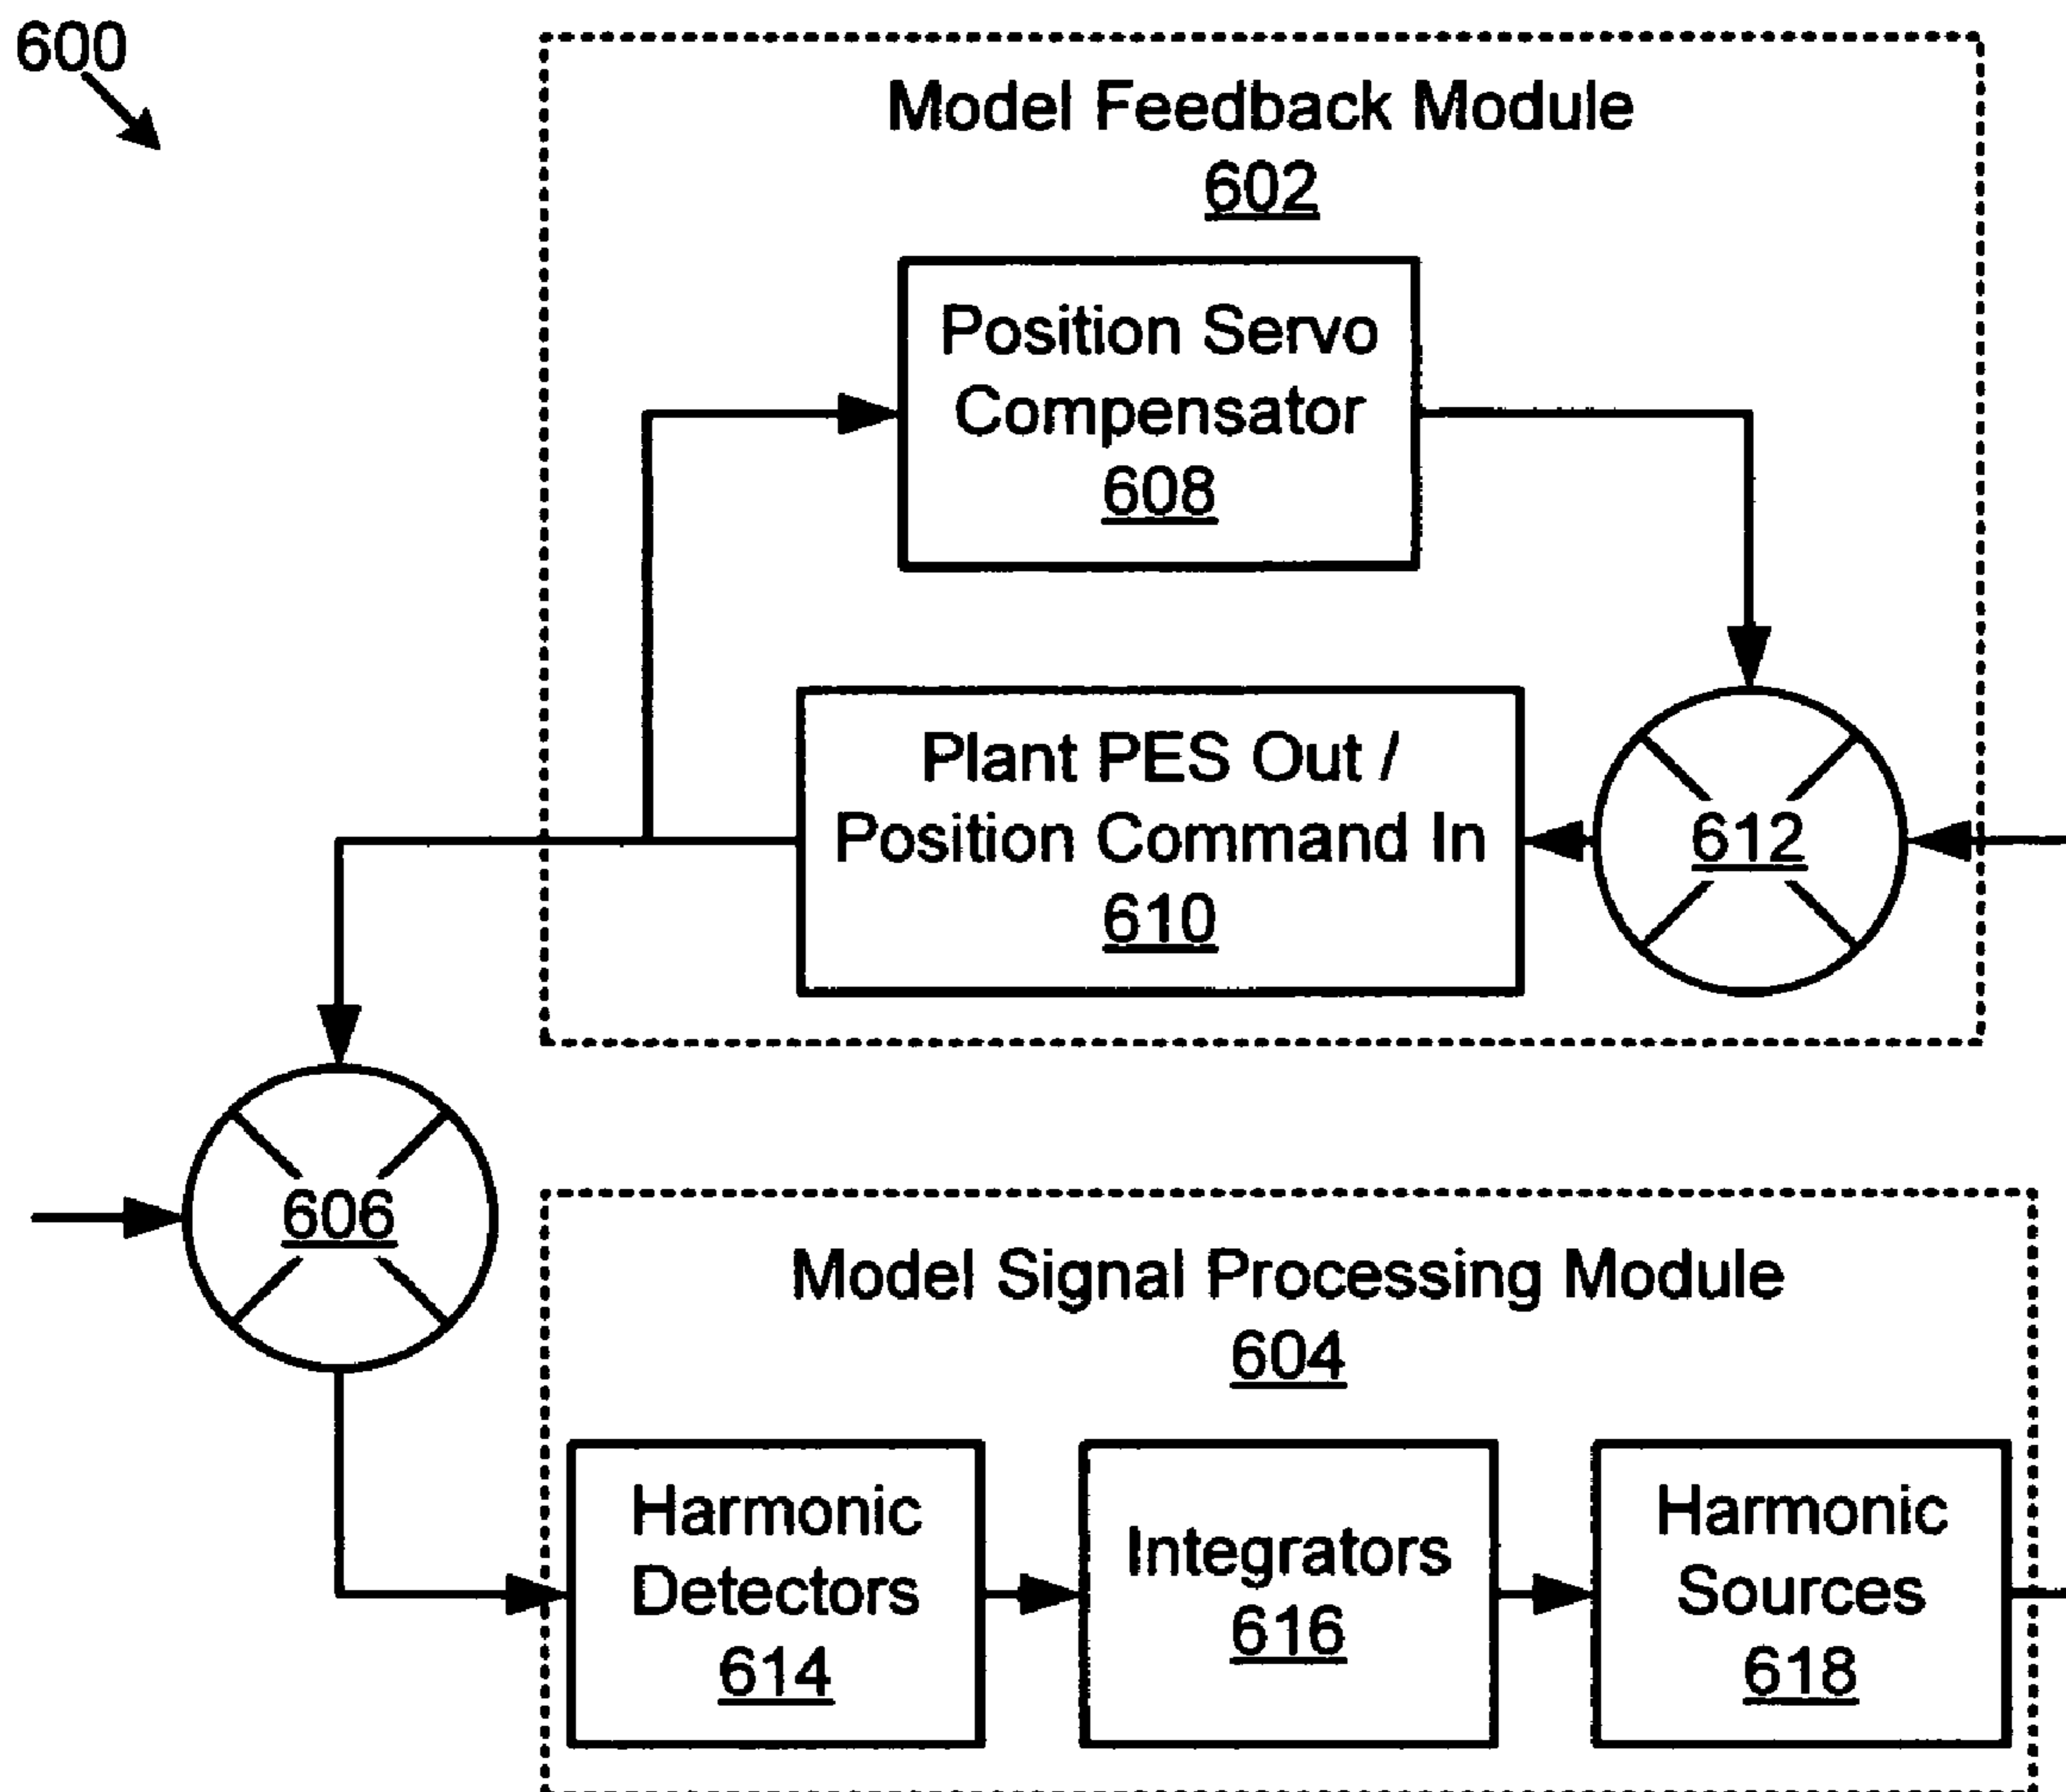 600
Model Feedback Module
602
Position Servo
Compensator
608
Plant PES Out /
Position Command In
610
612
606
Model Signal Processing Module
604
Harmonic
Detectors
614
Integrators
616
Harmonic
Sources
618